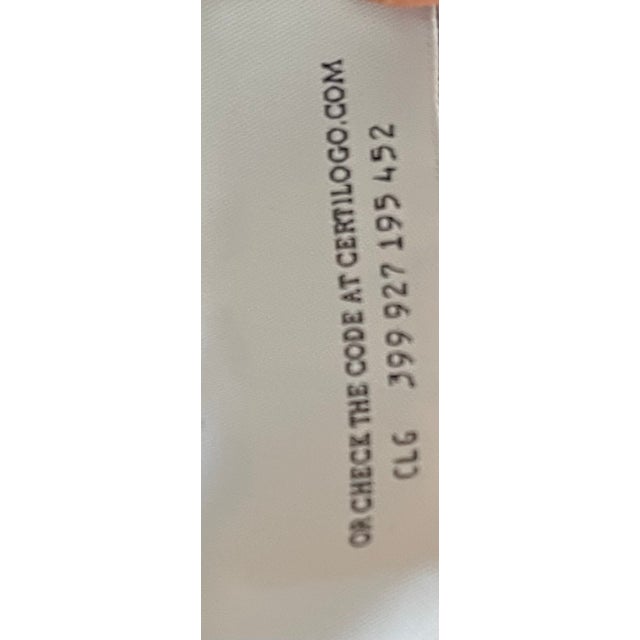 OR CHECK THE CODE AT CERTILOGO.COM
CLG 399 927 195 452